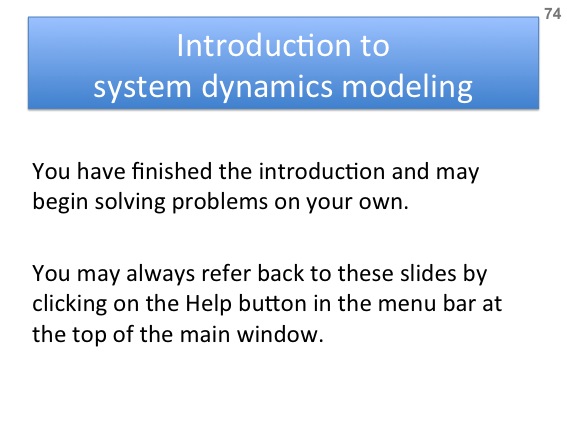 74
Introduction to
system dynamics modeling
You have finished the introduction and may
begin solving problems on your own.
You may always refer back to these slides by
clicking on the Help button in the menu bar at
the top of the main window.